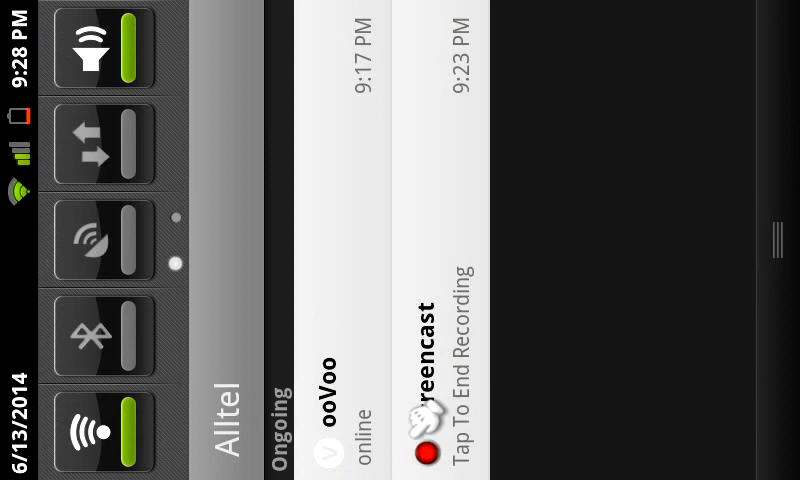 6/13/2014 9:28 PM
Alltel
Ongoing
ooVoo
online 9:17 PM
reencast
Tap To End Recording 9:23 PM